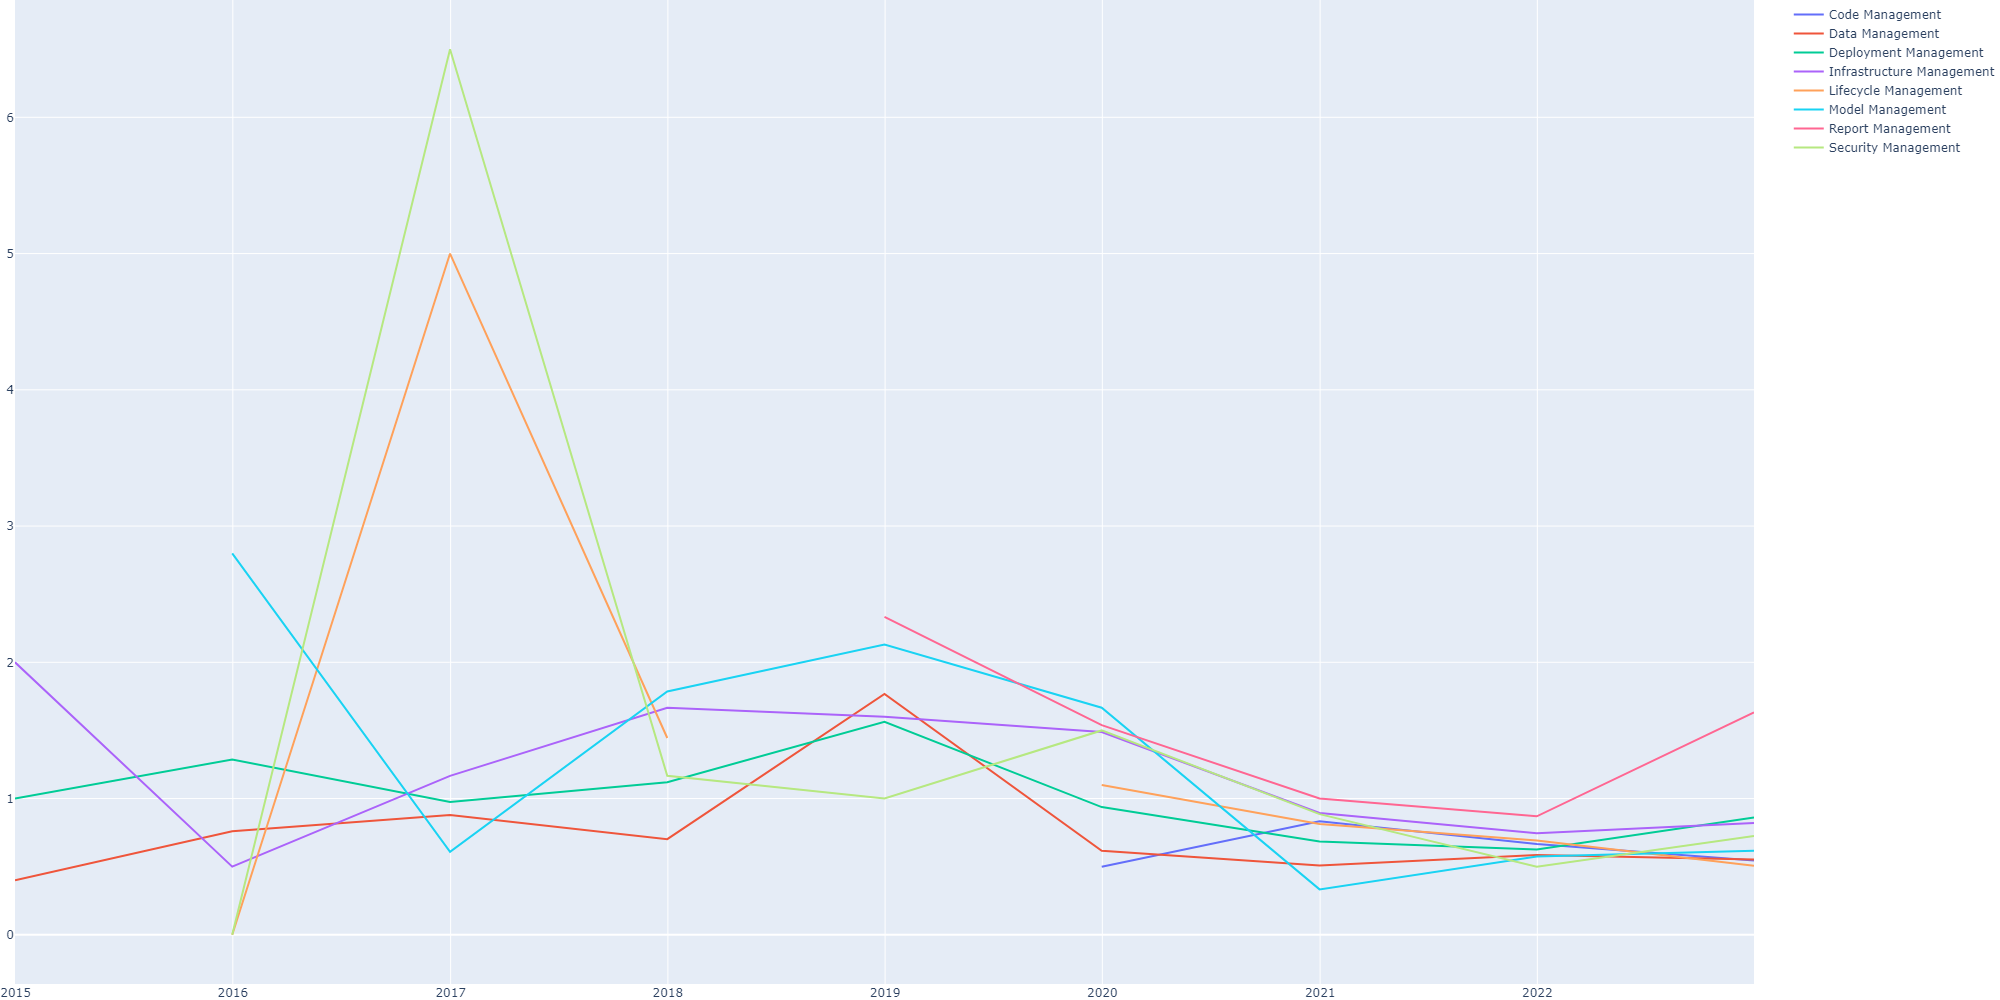 Code Management
Data Management
Deployment Management
Infrastructure Management
Lifecycle Management
Model Management
Report Management
Security Management
6
5
4
3
2
1
0
2015 2016 2017 2018 2019 2020 2021 2022